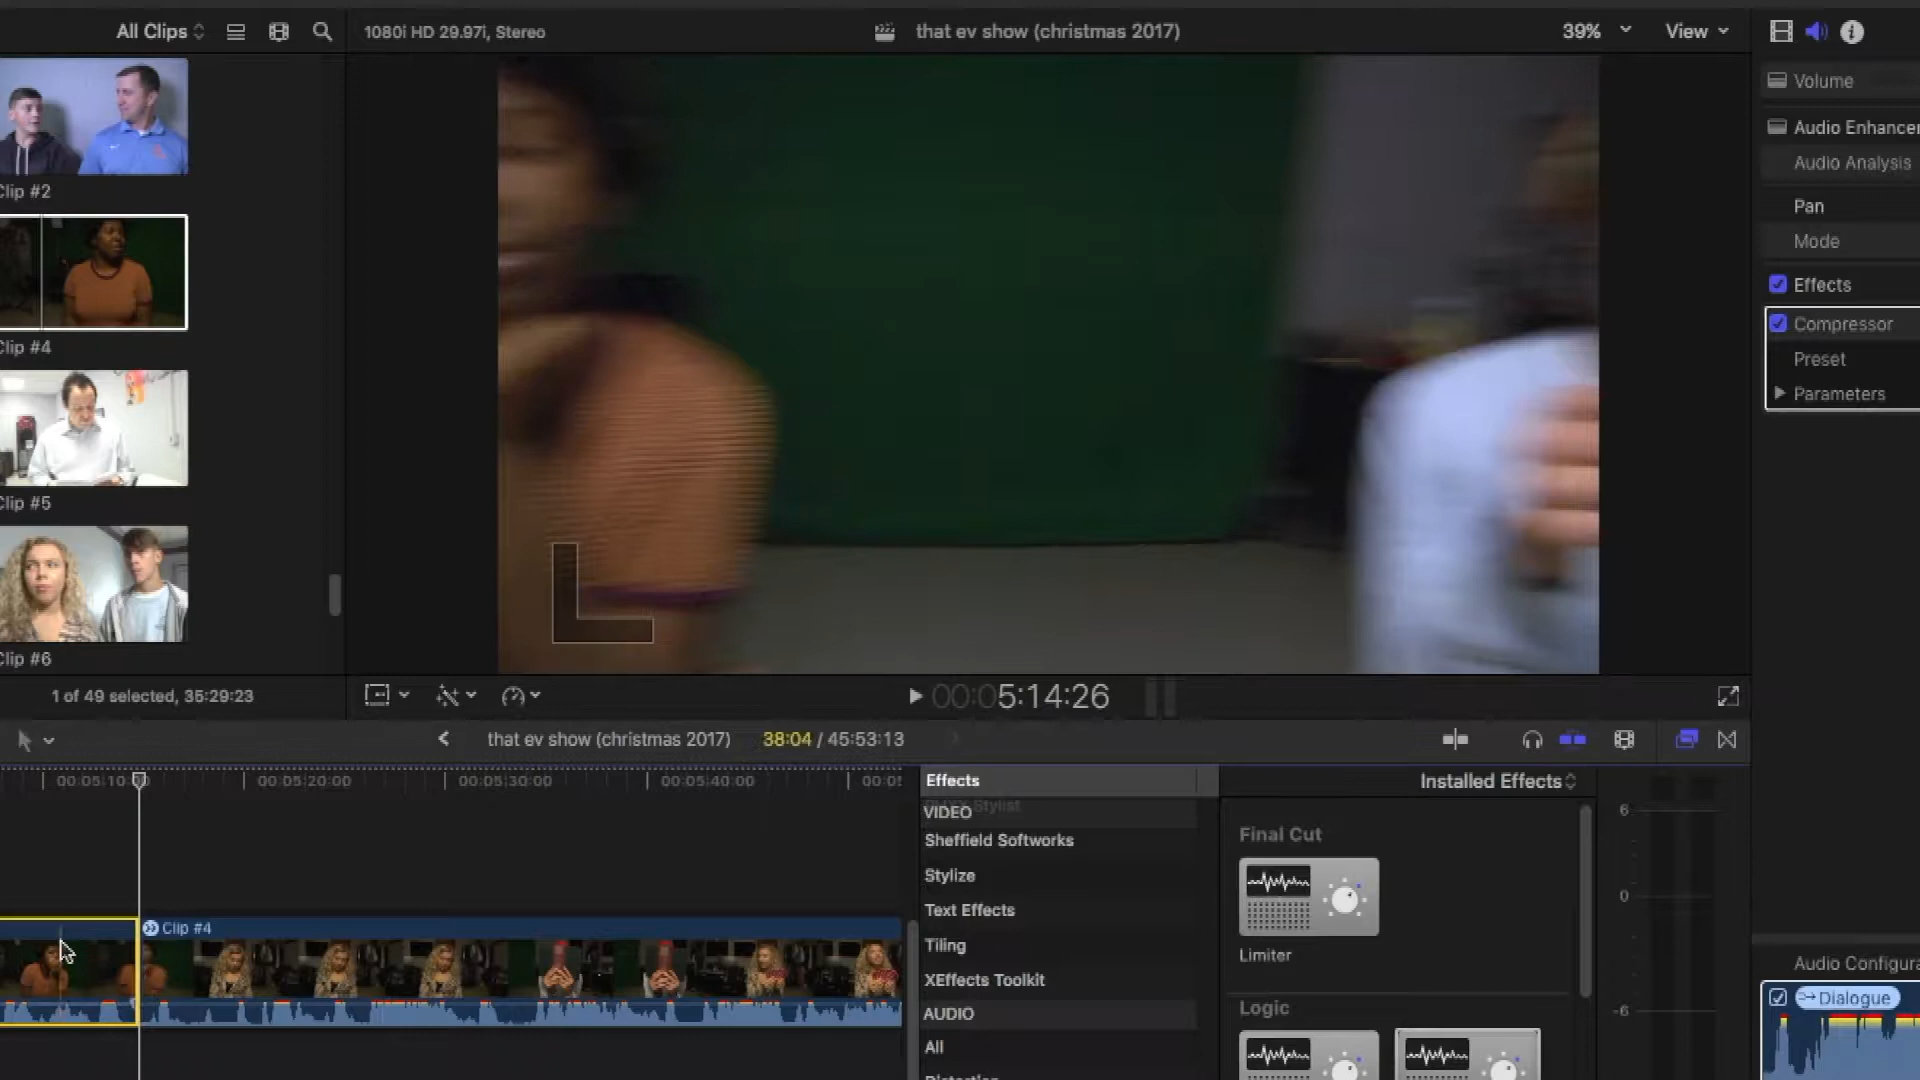 All Clips
1080i HD 29.97i, Stereo
that ev show (christmas 2017)
39%
View
Volume
Audio Enhancer
Audio Analysis
Pan
Mode
Effects
Compressor
Preset
Parameters
Clip #2
Clip #4
Clip #5
Clip #6
1 of 49 selected, 35:29:23
00:05:14:26
that ev show (christmas 2017)
38:04 / 45:53:13
00:05:10:00
00:05:20:00
00:05:30:00
00:05:40:00
Clip #4
Effects
Installed Effects
VIDEO
Sheffield Softworks
Stylize
Text Effects
Tiling
XEffects Toolkit
AUDIO
All
Distortion
Final Cut
Limiter
Logic
6
0
-6
Audio Configura
Dialogue